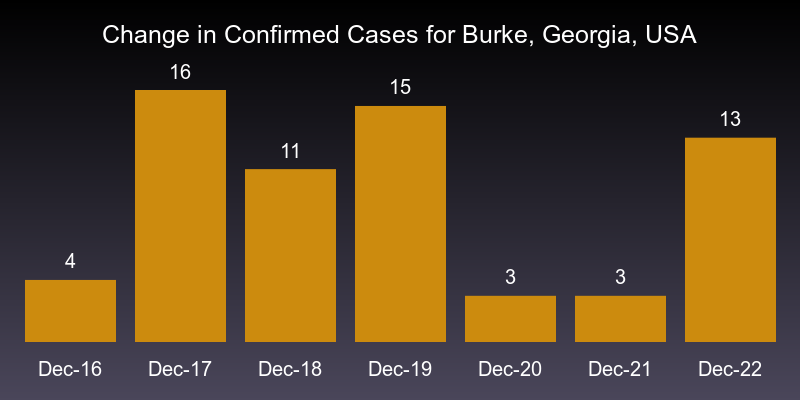 Change in Confirmed Cases for Burke, Georgia, USA
4
16
11
15
3
3
13
Dec-16
Dec-17
Dec-18
Dec-19
Dec-20
Dec-21
Dec-22